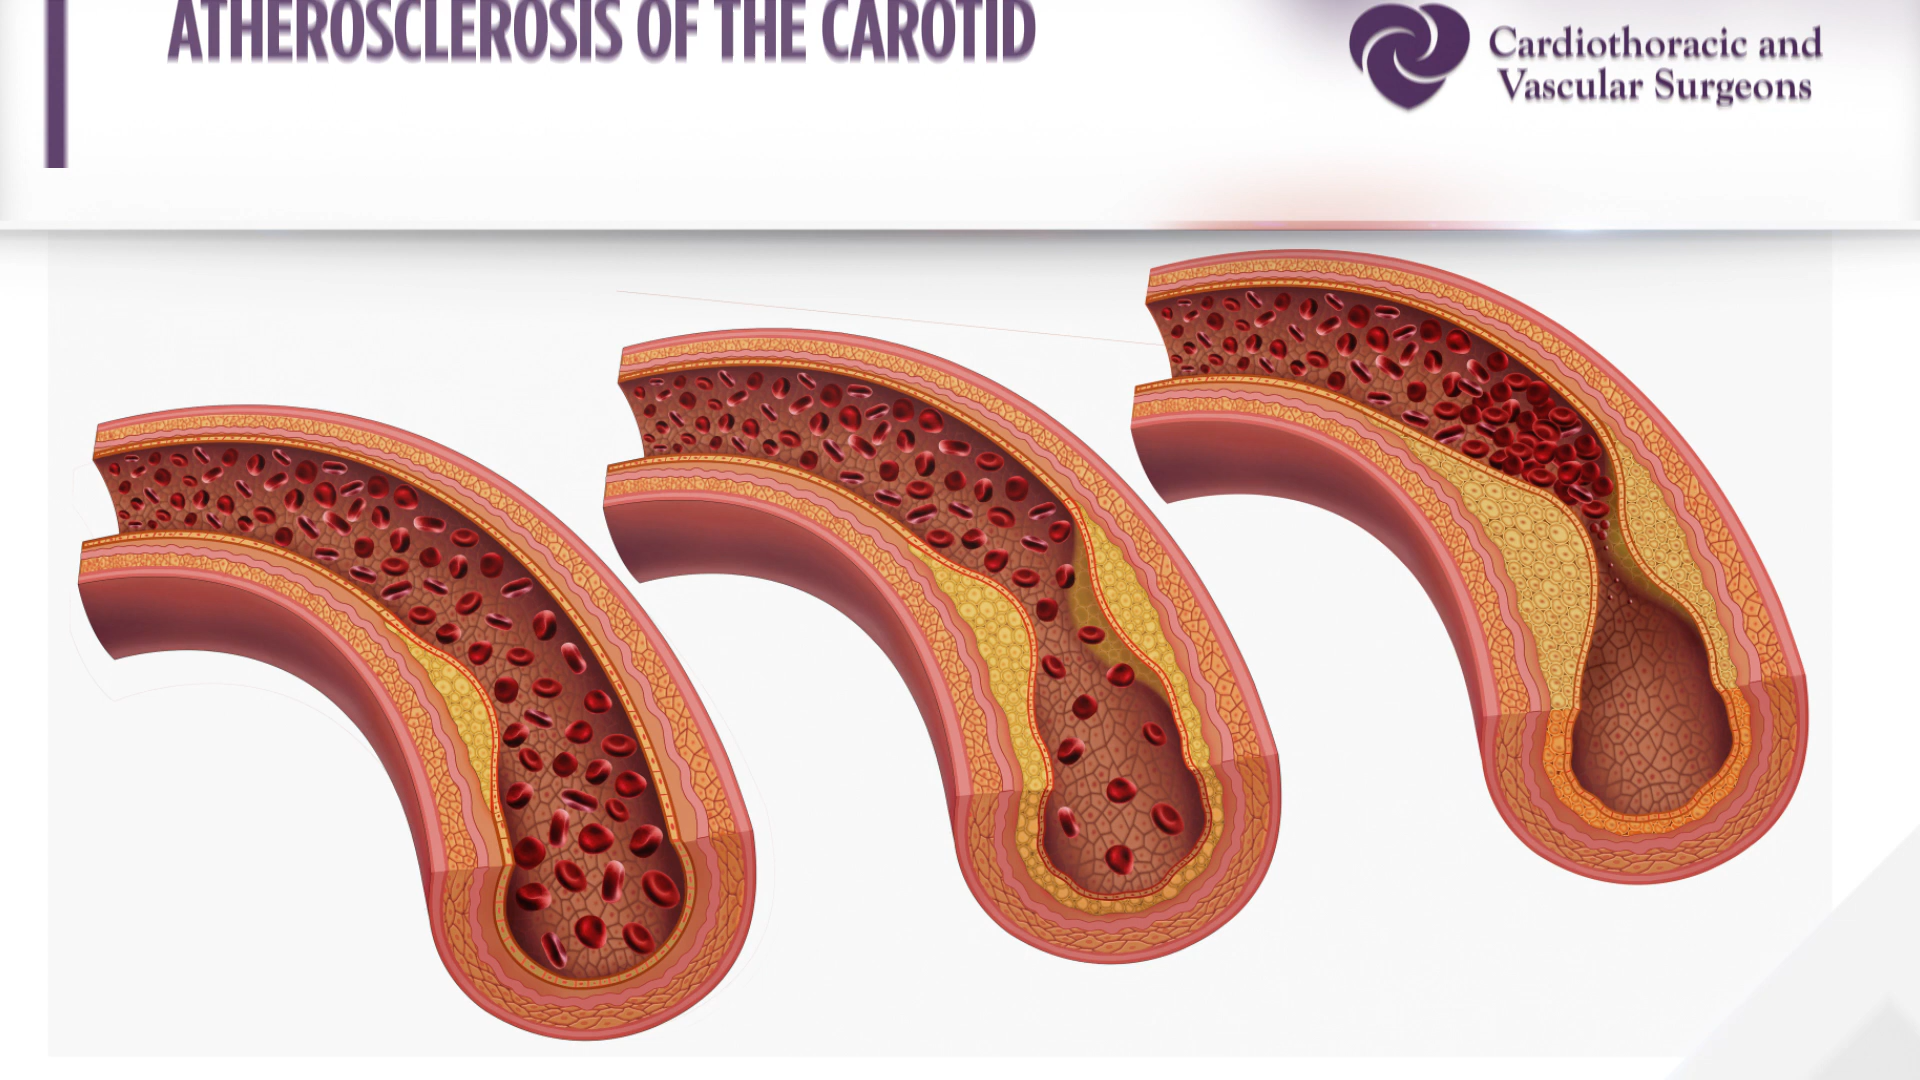 ATHEROSCLEROSIS OF THE CAROTID
Cardiothoracic and
Vascular Surgeons